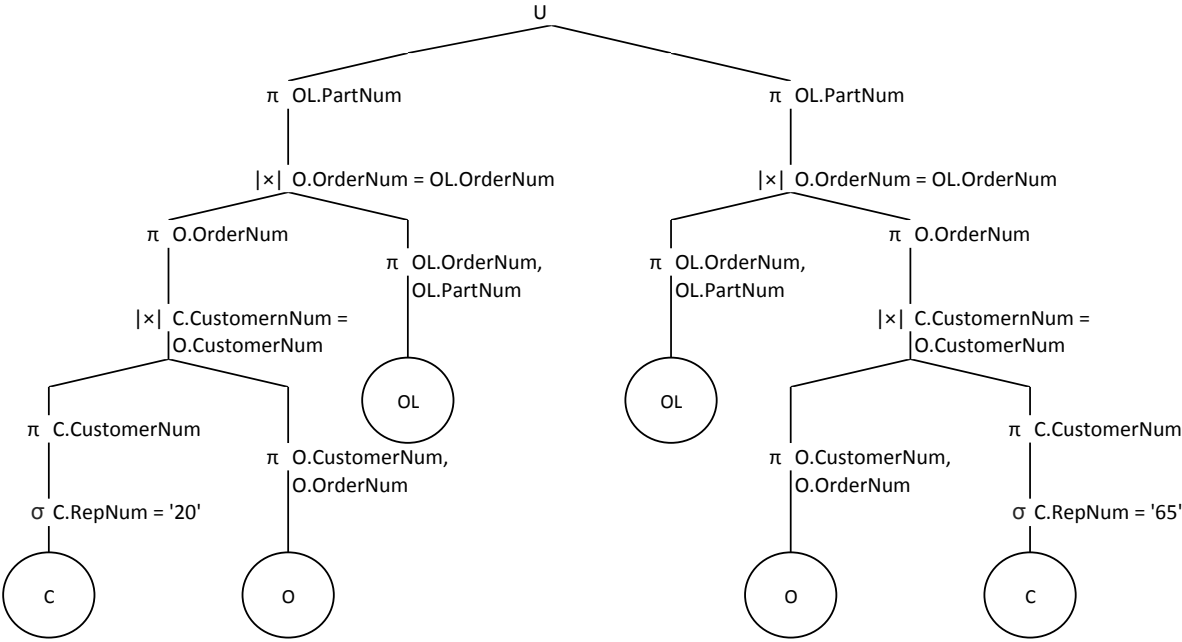 U
π OL.PartNum
π OL.PartNum
|×| O.OrderNum = OL.OrderNum
|×| O.OrderNum = OL.OrderNum
π O.OrderNum
π O.OrderNum
π OL.OrderNum,
OL.PartNum
π OL.OrderNum,
OL.PartNum
|×| C.CustomernNum =
O.CustomerNum
|×| C.CustomernNum =
O.CustomerNum
OL
OL
π C.CustomerNum
π C.CustomerNum
π O.CustomerNum,
O.OrderNum
π O.CustomerNum,
O.OrderNum
σ C.RepNum = '20'
σ C.RepNum = '65'
C
O
O
C